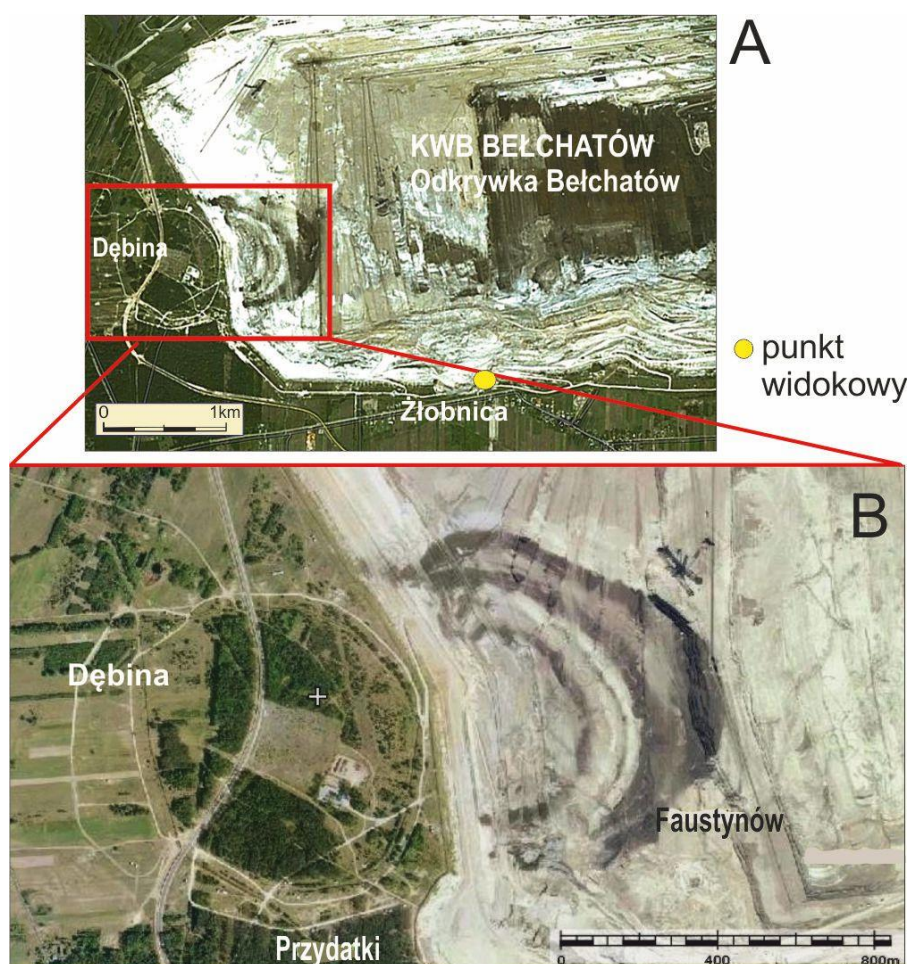 A
KWB BEŁCHATÓW
Odkrywka Bełchatów
Dębina
punkt
widokowy
0 1km
Żłobnica
B
Dębina
Faustynów
Przydatki
0 400 800m